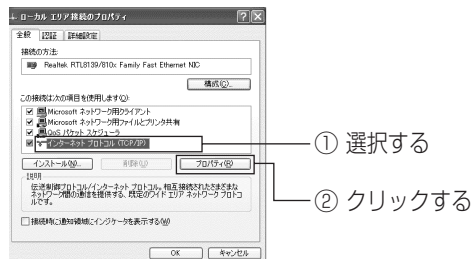 ローカル エリア接続のプロパティ
全般 認証 詳細設定
接続の方法:
Realtek RTL8139/810x Family Fast Ethernet NIC
構成(C)...
この接続は次の項目を使用します(O):
Microsoft ネットワーク用クライアント
Microsoft ネットワーク用ファイルとプリンタ共有
QoS パケット スケジューラ
インターネット プロトコル (TCP/IP)
① 選択する
インストール(N)... 削除(U) プロパティ(R)
説明
伝送制御プロトコル/インターネット プロトコル。相互接続されたさまざまな
ネットワーク間の通信を提供する、既定のワイド エリア ネットワーク プロトコ
ルです。
② クリックする
接続時に通知領域にインジケータを表示する(W)
OK キャンセル